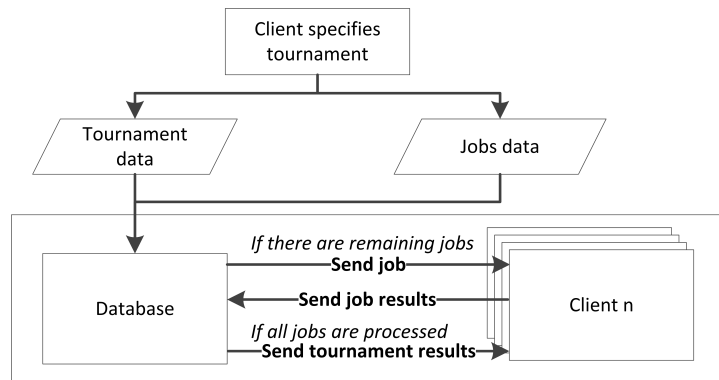 Client specifies
tournament
Tournament
data
Jobs data
If there are remaining jobs
Send job
Database
Send job results
Client n
If all jobs are processed
Send tournament results